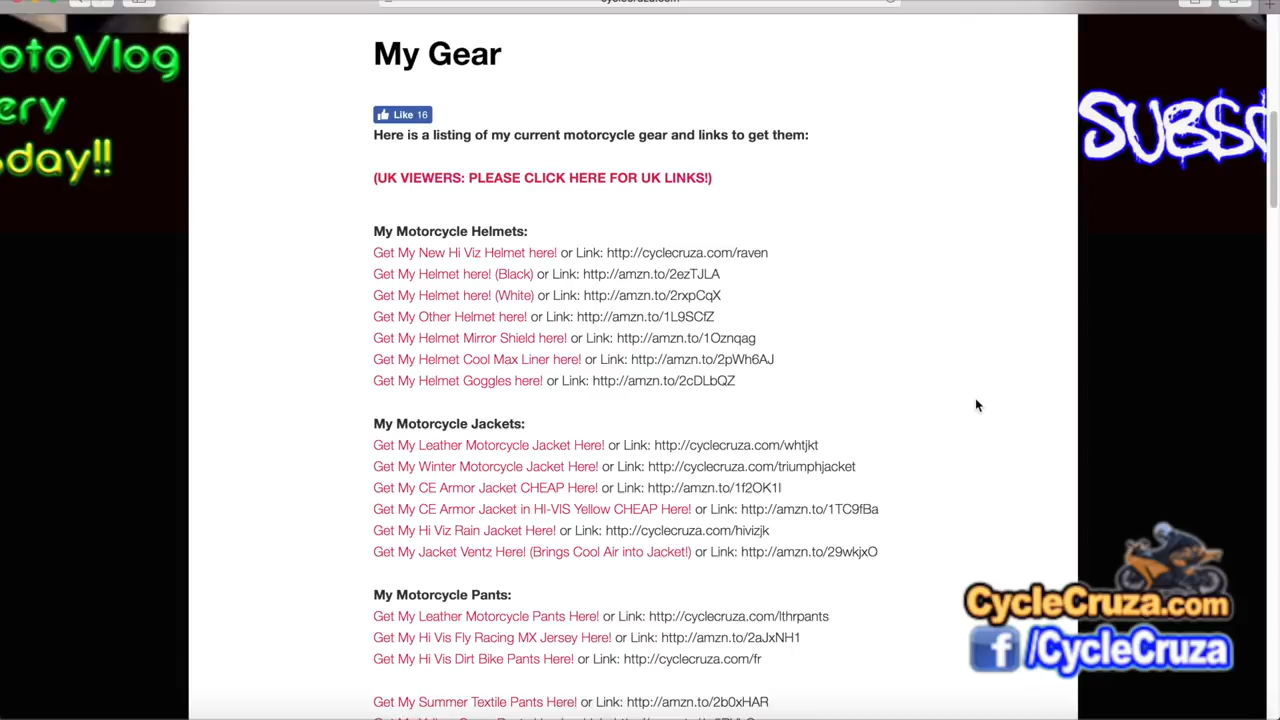 cyclecruza.com
My Gear
Like 16
Here is a listing of my current motorcycle gear and links to get them:
(UK VIEWERS: PLEASE CLICK HERE FOR UK LINKS!)
My Motorcycle Helmets:
Get My New Hi Viz Helmet here! or Link: http://cyclecruza.com/raven
Get My Helmet here! (Black) or Link: http://amzn.to/2ezTJLA
Get My Helmet here! (White) or Link: http://amzn.to/2rxpCqX
Get My Other Helmet here! or Link: http://amzn.to/1L9SCfZ
Get My Helmet Mirror Shield here! or Link: http://amzn.to/1Oznqag
Get My Helmet Cool Max Liner here! or Link: http://amzn.to/2pWh6AJ
Get My Helmet Goggles here! or Link: http://amzn.to/2cDLbQZ
My Motorcycle Jackets:
Get My Leather Motorcycle Jacket Here! or Link: http://cyclecruza.com/whtjkt
Get My Winter Motorcycle Jacket Here! or Link: http://cyclecruza.com/triumphjacket
Get My CE Armor Jacket CHEAP Here! or Link: http://amzn.to/1f2OK1l
Get My CE Armor Jacket in HI-VIS Yellow CHEAP Here! or Link: http://amzn.to/1TC9fBa
Get My Hi Viz Rain Jacket Here! or Link: http://cyclecruza.com/hivizjk
Get My Jacket Ventz Here! (Brings Cool Air into Jacket!) or Link: http://amzn.to/29wkjxO
My Motorcycle Pants:
Get My Leather Motorcycle Pants Here! or Link: http://cyclecruza.com/lthrpants
Get My Hi Vis Fly Racing MX Jersey Here! or Link: http://amzn.to/2aJxNH1
Get My Hi Vis Dirt Bike Pants Here! or Link: http://cyclecruza.com/fr
Get My Summer Textile Pants Here! or Link: http://amzn.to/2b0xHAR
otoVlog
ery
sday!!
SUBSC
CycleCruza.com
f /CycleCruza